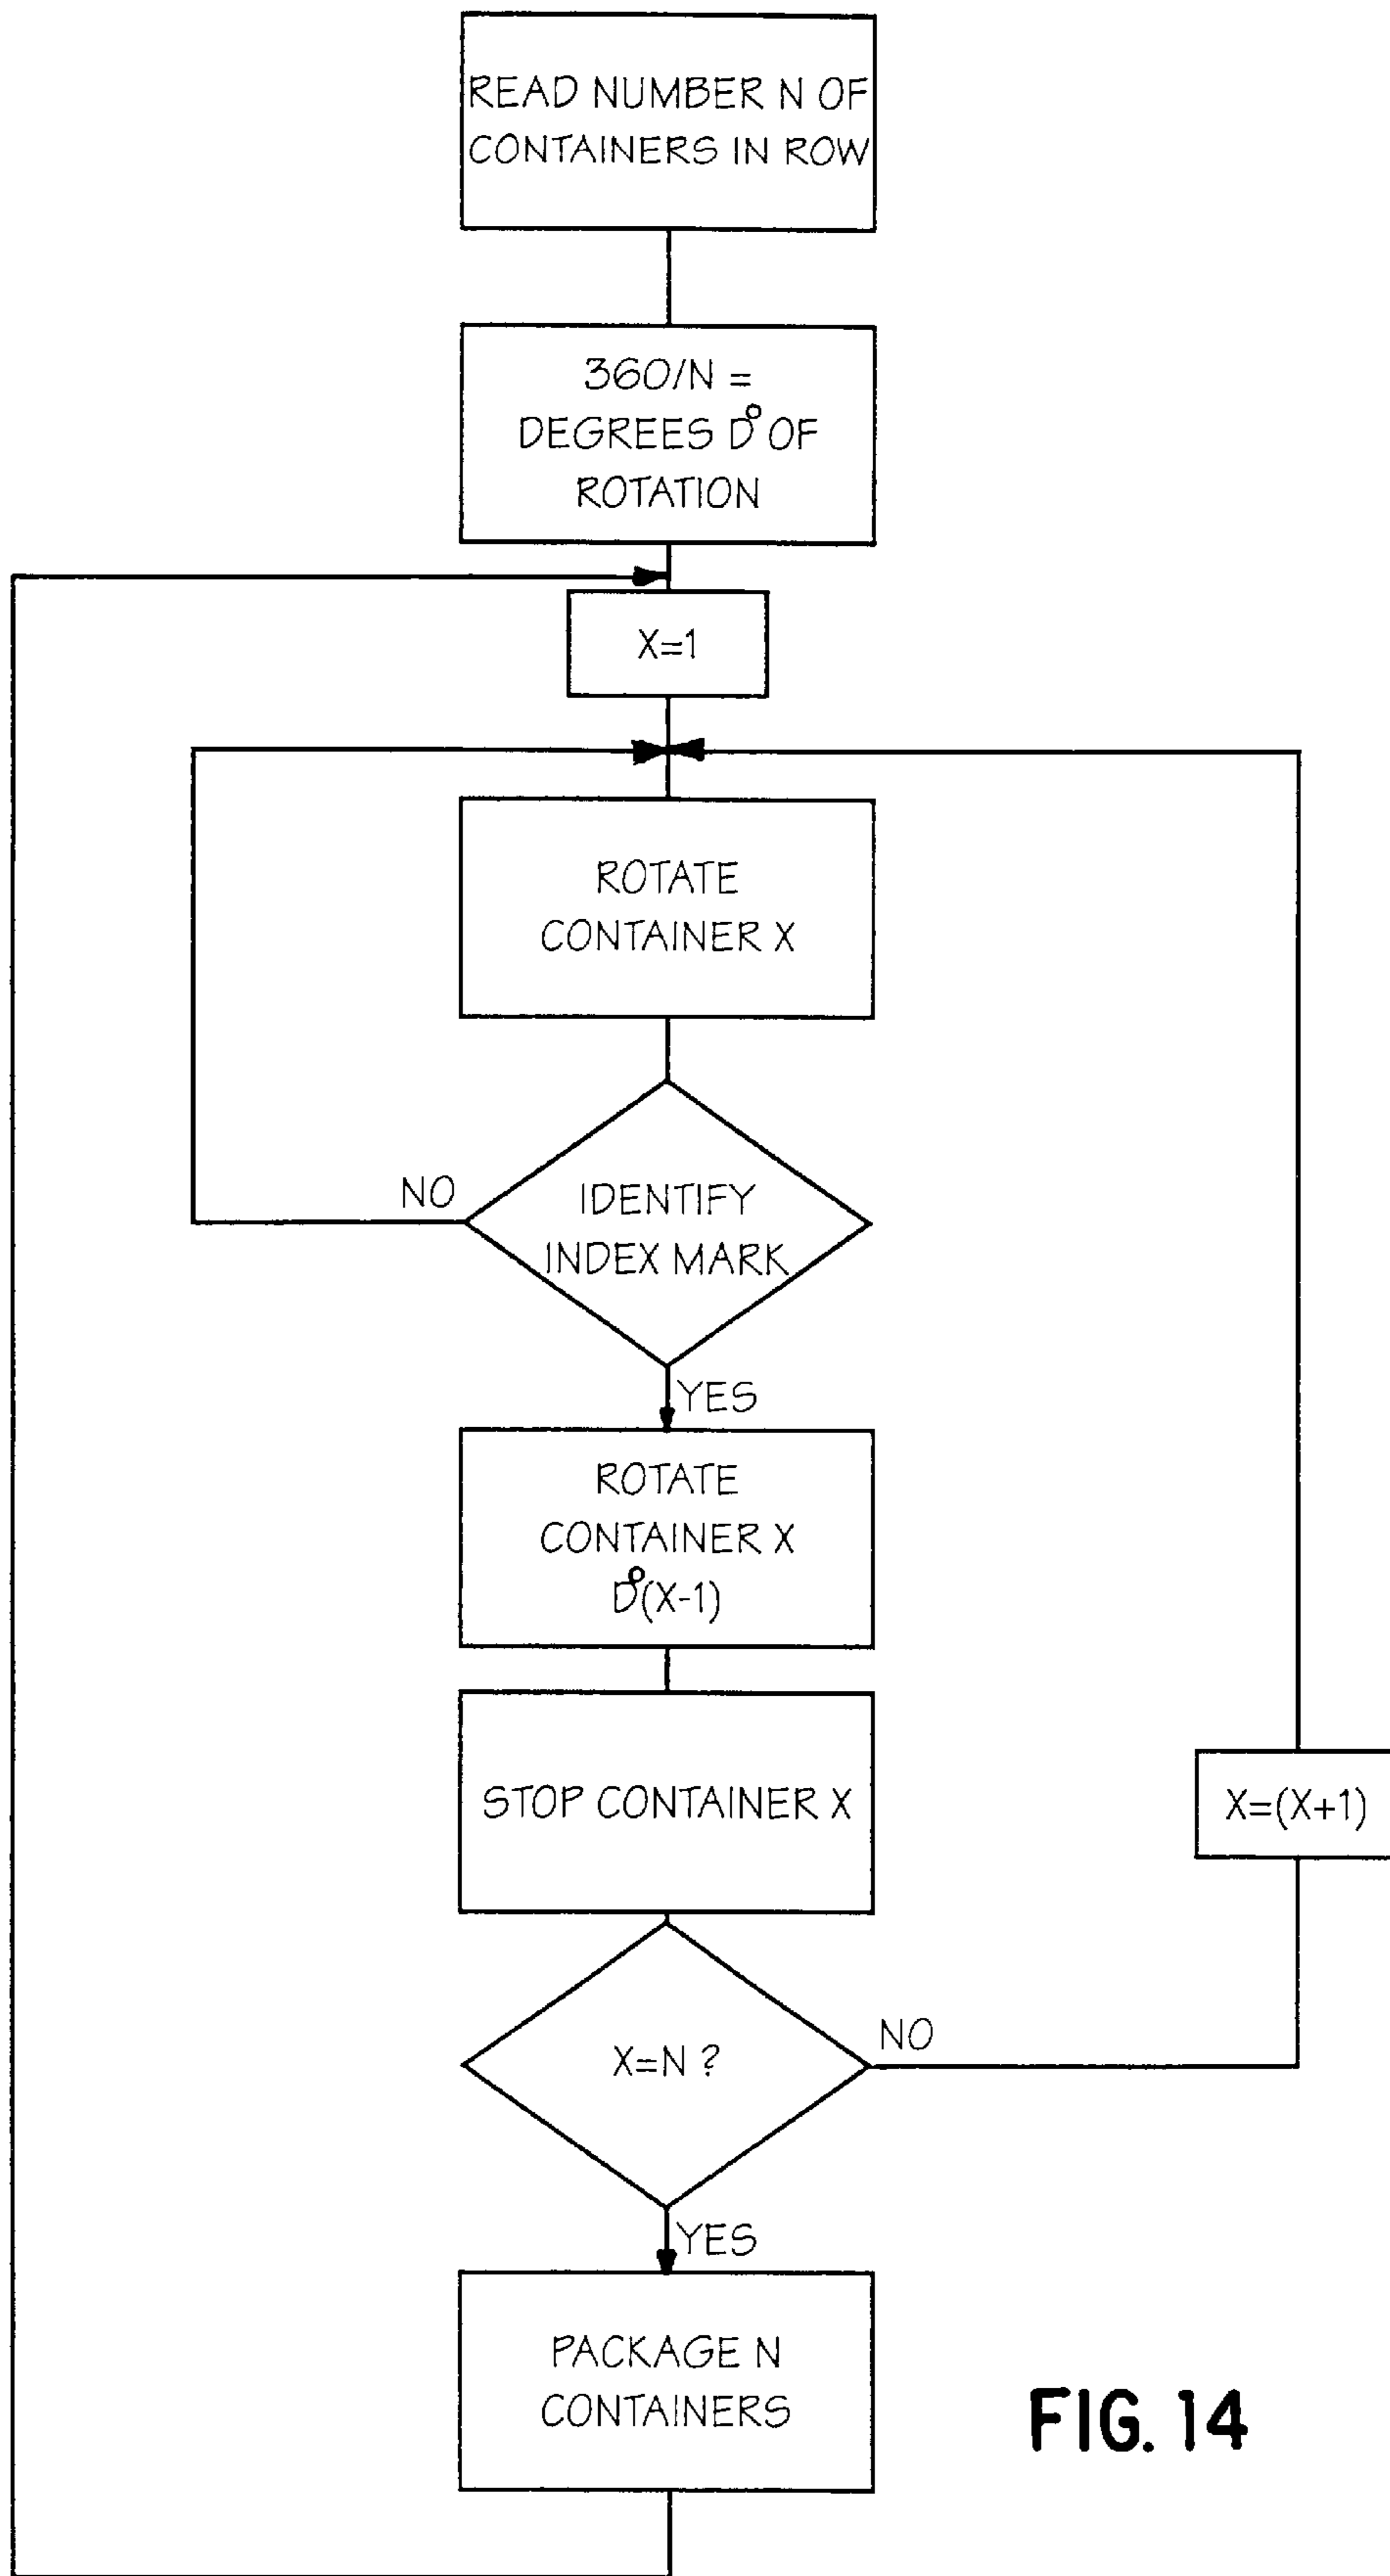 READ NUMBER N OF
CONTAINERS IN ROW
360/N =
DEGREES D° OF
ROTATION
X=1
ROTATE
CONTAINER X
NO
IDENTIFY
INDEX MARK
YES
ROTATE
CONTAINER X
D°(X-1)
STOP CONTAINER X
X=(X+1)
NO
X=N ?
YES
PACKAGE N
CONTAINERS
FIG. 14